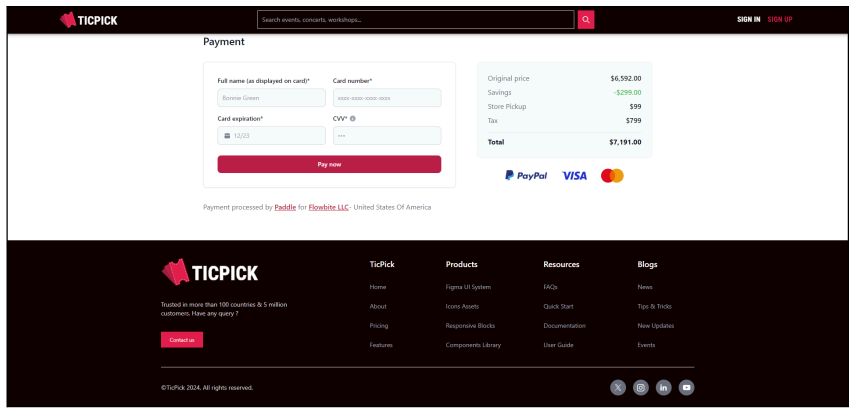 TICPICK
Search events, concerts, workshops...
SIGN IN SIGN UP
Payment
Full name (as displayed on card)*
Card number*
Bonnie Green
xxxx-xxxx-xxxx-xxxx
Card expiration*
CVV*
12/23
•••
Pay now
Original price $6,592.00
Savings -$299.00
Store Pickup $99
Tax $799
Total $7,191.00
PayPal VISA
Payment processed by Paddle for Flowbite LLC- United States Of America
TICPICK
Trusted in more than 100 countries & 5 million
customers. Have any query ?
Contact us
TicPick
Home
About
Pricing
Features
Products
Figma UI System
Icons Assets
Responsive Blocks
Components Library
Resources
FAQs
Quick Start
Documentation
User Guide
Blogs
News
Tips & Tricks
New Updates
Events
©TicPick 2024, All rights reserved.